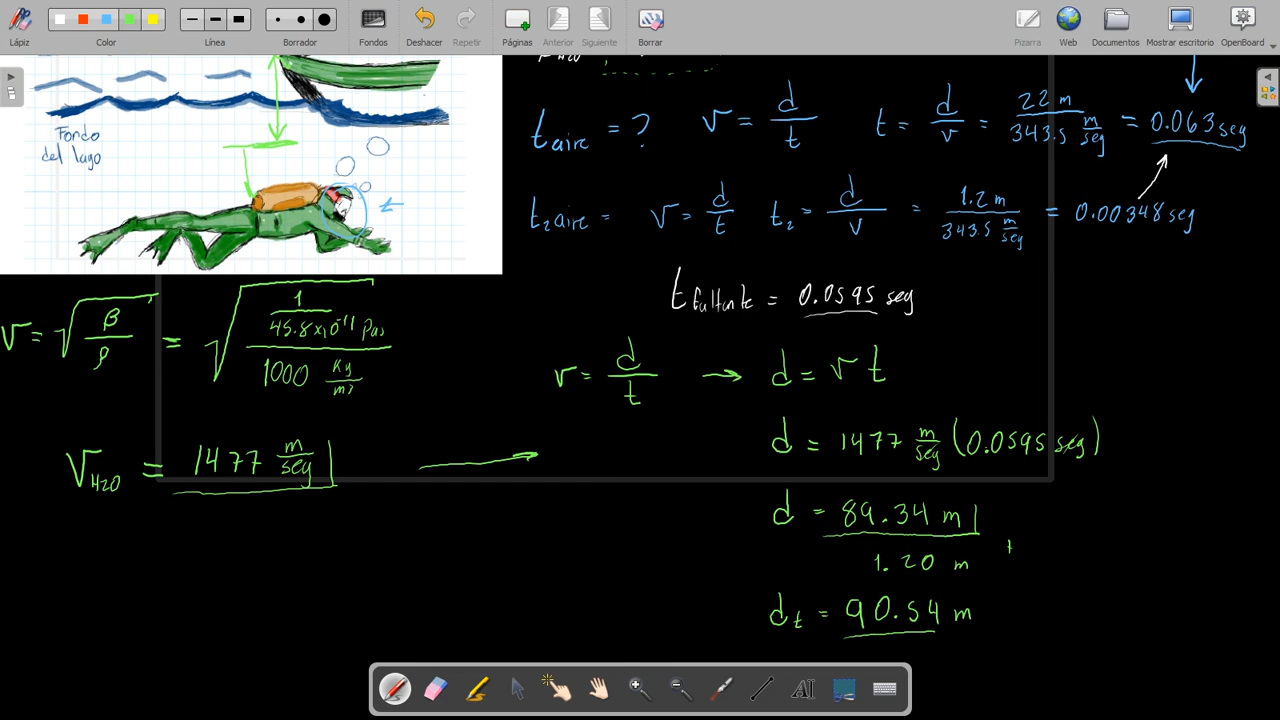 Lápiz Color Línea Borrador Fondos Deshacer Repetir Páginas Anterior Siguiente Borrar Pizarra Web Documentos Mostrar escritorio OpenBoard
Fondo
del lago
t aire = ? v = d/t t = d/v = 22 m / 343.5 m/seg = 0.063 seg
t₂ aire = v = d/t t₂ = d/v = 1.2 m / 343.5 m/seg = 0.00348 seg
t faltante = 0.0595 seg
v = √(β/ρ) = √((1 / 45.8x10⁻¹¹ Pas) / (1000 Kg/m³))
v = d/t → d = v t
d = 1477 m/seg (0.0595 seg)
V H2O = 1477 m/seg
d = 89.34 m
1.20 m +
d t = 90.54 m